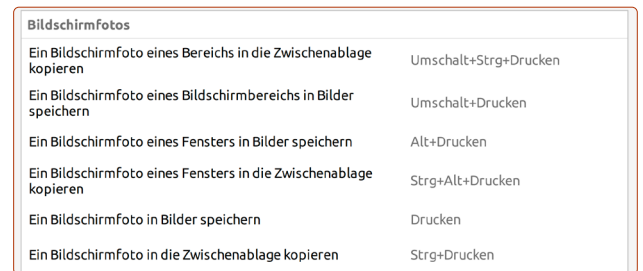 Bildschirmfotos
Ein Bildschirmfoto eines Bereichs in die Zwischenablage
kopieren
Umschalt+Strg+Drucken
Ein Bildschirmfoto eines Bildschirmbereichs in Bilder
speichern
Umschalt+Drucken
Ein Bildschirmfoto eines Fensters in Bilder speichern
Alt+Drucken
Ein Bildschirmfoto eines Fensters in die Zwischenablage
kopieren
Strg+Alt+Drucken
Ein Bildschirmfoto in Bilder speichern
Drucken
Ein Bildschirmfoto in die Zwischenablage kopieren
Strg+Drucken